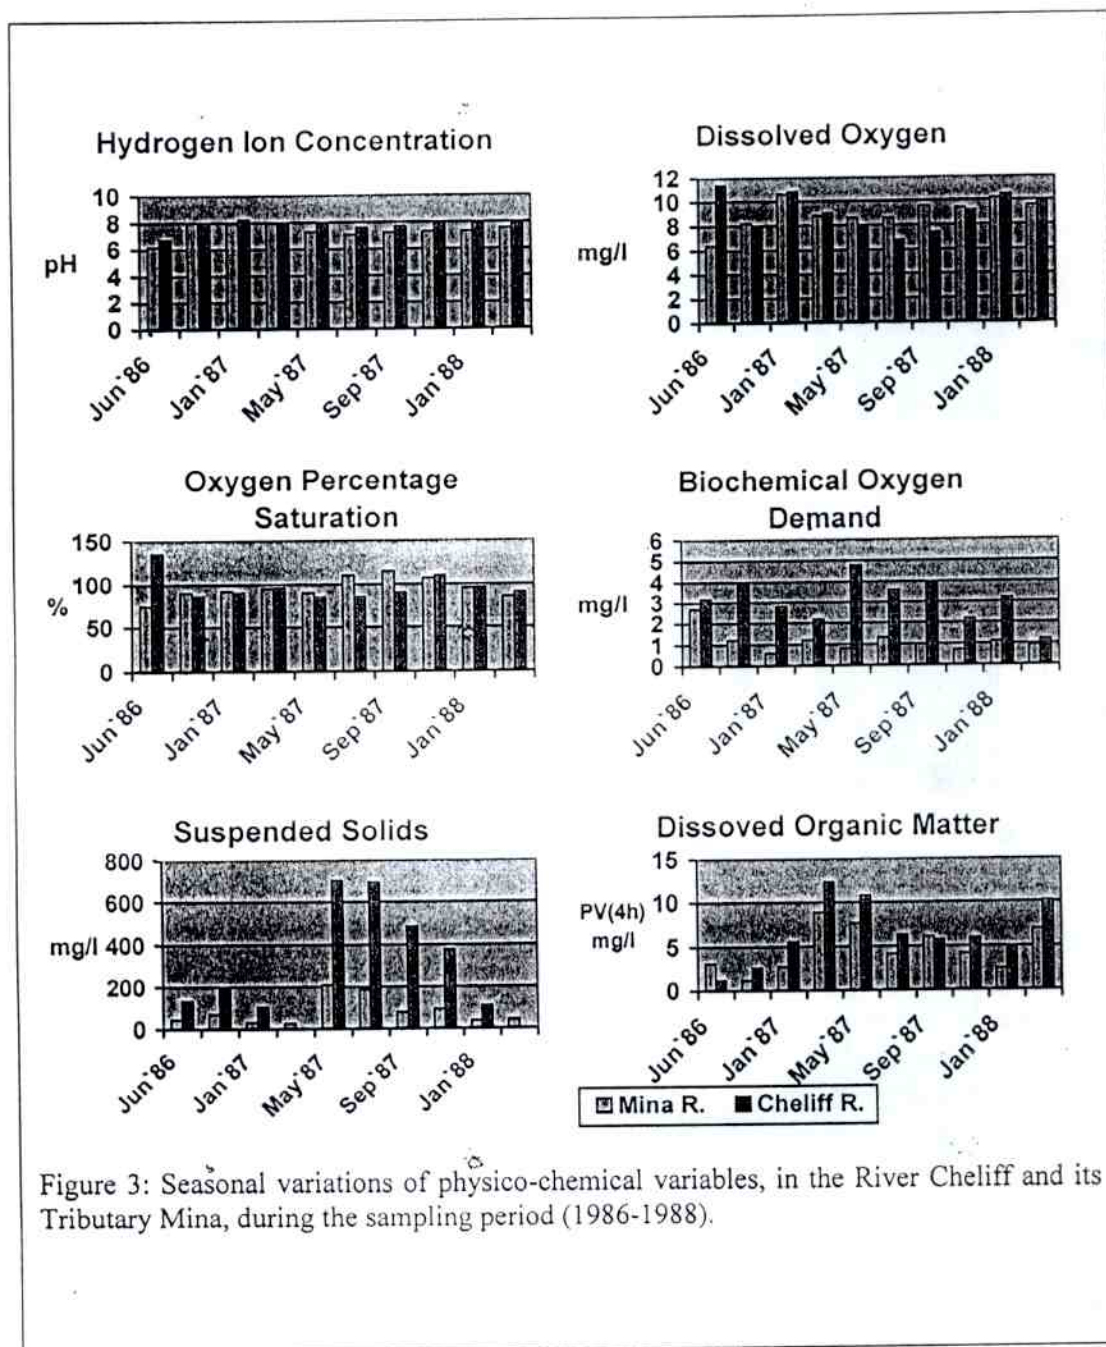 Hydrogen Ion Concentration
10
8
6
4
2
0
pH
Jun`86
Jan`87
May`87
Sep`87
Jan`88
Dissolved Oxygen
12
10
8
6
4
2
0
mg/l
Jun`86
Jan`87
May`87
Sep`87
Jan`88
Oxygen Percentage
Saturation
150
100
50
0
%
Jun`86
Jan`87
May`87
Sep`87
Jan`88
Biochemical Oxygen
Demand
6
5
4
3
2
1
0
mg/l
Jun`86
Jan`87
May`87
Sep`87
Jan`88
Suspended Solids
800
600
400
200
0
mg/l
Jun`86
Jan`87
May`87
Sep`87
Jan`88
Dissoved Organic Matter
15
10
5
0
PV(4h)
mg/l
Jun`86
Jan`87
May`87
Sep`87
Jan`88
Mina R. Cheliff R.
Figure 3: Seasonal variations of physico-chemical variables, in the River Cheliff and its
Tributary Mina, during the sampling period (1986-1988).